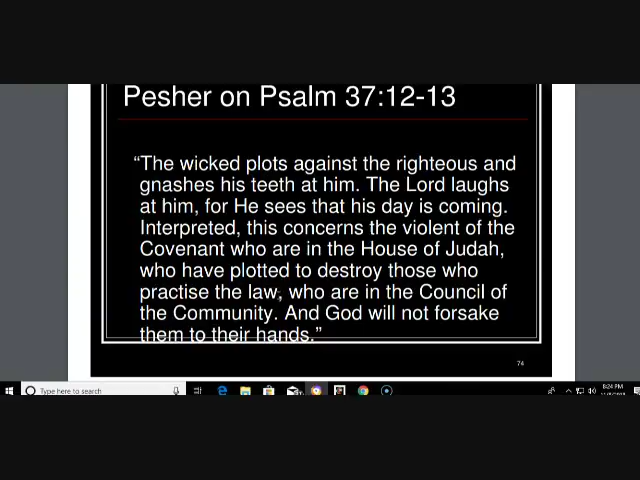 Pesher on Psalm 37:12-13
“The wicked plots against the righteous and
gnashes his teeth at him. The Lord laughs
at him, for He sees that his day is coming.
Interpreted, this concerns the violent of the
Covenant who are in the House of Judah,
who have plotted to destroy those who
practise the law, who are in the Council of
the Community. And God will not forsake
them to their hands.”
74
Type here to search
8:24 PM